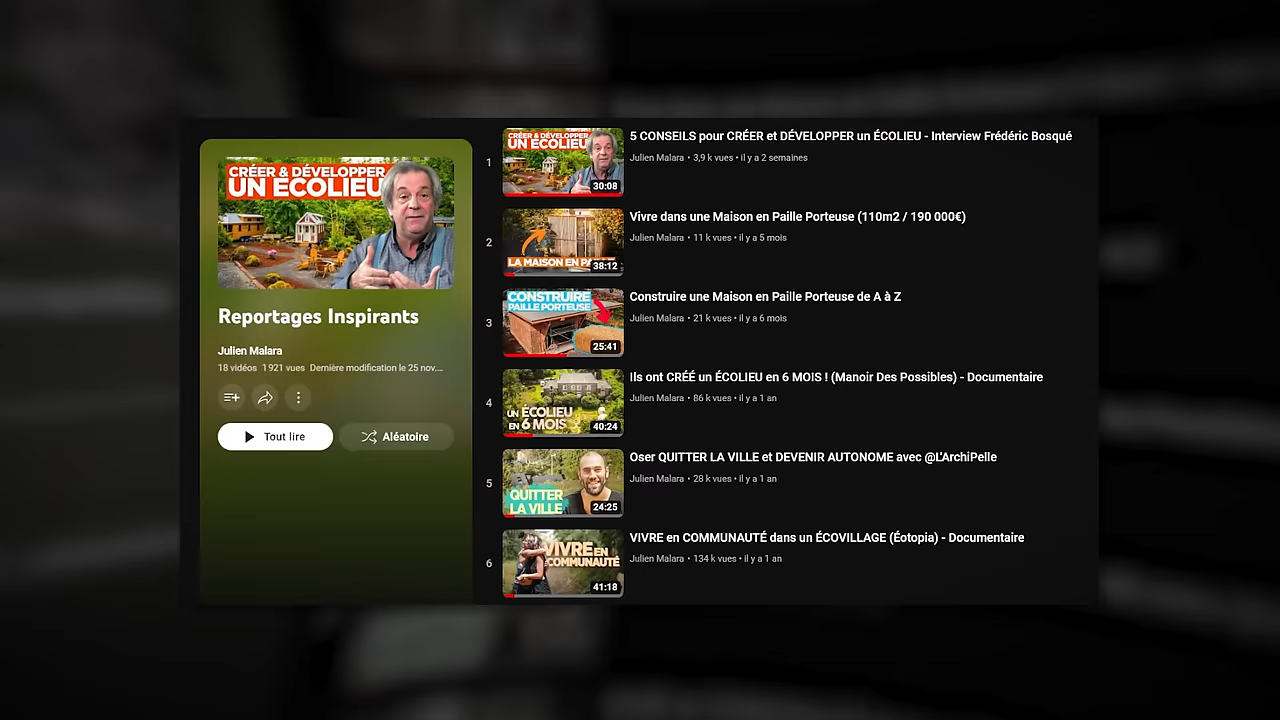 CRÉER & DÉVELOPPER
UN ECOLIEU
Reportages Inspirants
Julien Malara
18 vidéos 1 921 vues Dernière modification le 25 nov....
Tout lire
Aléatoire
1
CRÉER & DÉVELOPPER
UN ECOLIEU
30:08
5 CONSEILS pour CRÉER et DÉVELOPPER un ÉCOLIEU - Interview Frédéric Bosqué
Julien Malara • 3,9 k vues • il y a 2 semaines
2
LA MAISON EN PA
38:12
Vivre dans une Maison en Paille Porteuse (110m2 / 190 000€)
Julien Malara • 11 k vues • il y a 5 mois
3
CONSTRUIRE
PAILLE PORTEUSE
25:41
Construire une Maison en Paille Porteuse de A à Z
Julien Malara • 21 k vues • il y a 6 mois
4
UN ÉCOLIEU
EN 6 MOIS
40:24
Ils ont CRÉÉ un ÉCOLIEU en 6 MOIS ! (Manoir Des Possibles) - Documentaire
Julien Malara • 86 k vues • il y a 1 an
5
QUITTER
LA VILLE
24:25
Oser QUITTER LA VILLE et DEVENIR AUTONOME avec @L'ArchiPelle
Julien Malara • 28 k vues • il y a 1 an
6
VIVRE EN
COMMUNAUTÉ
41:18
VIVRE en COMMUNAUTÉ dans un ÉCOVILLAGE (Éotopia) - Documentaire
Julien Malara • 134 k vues • il y a 1 an